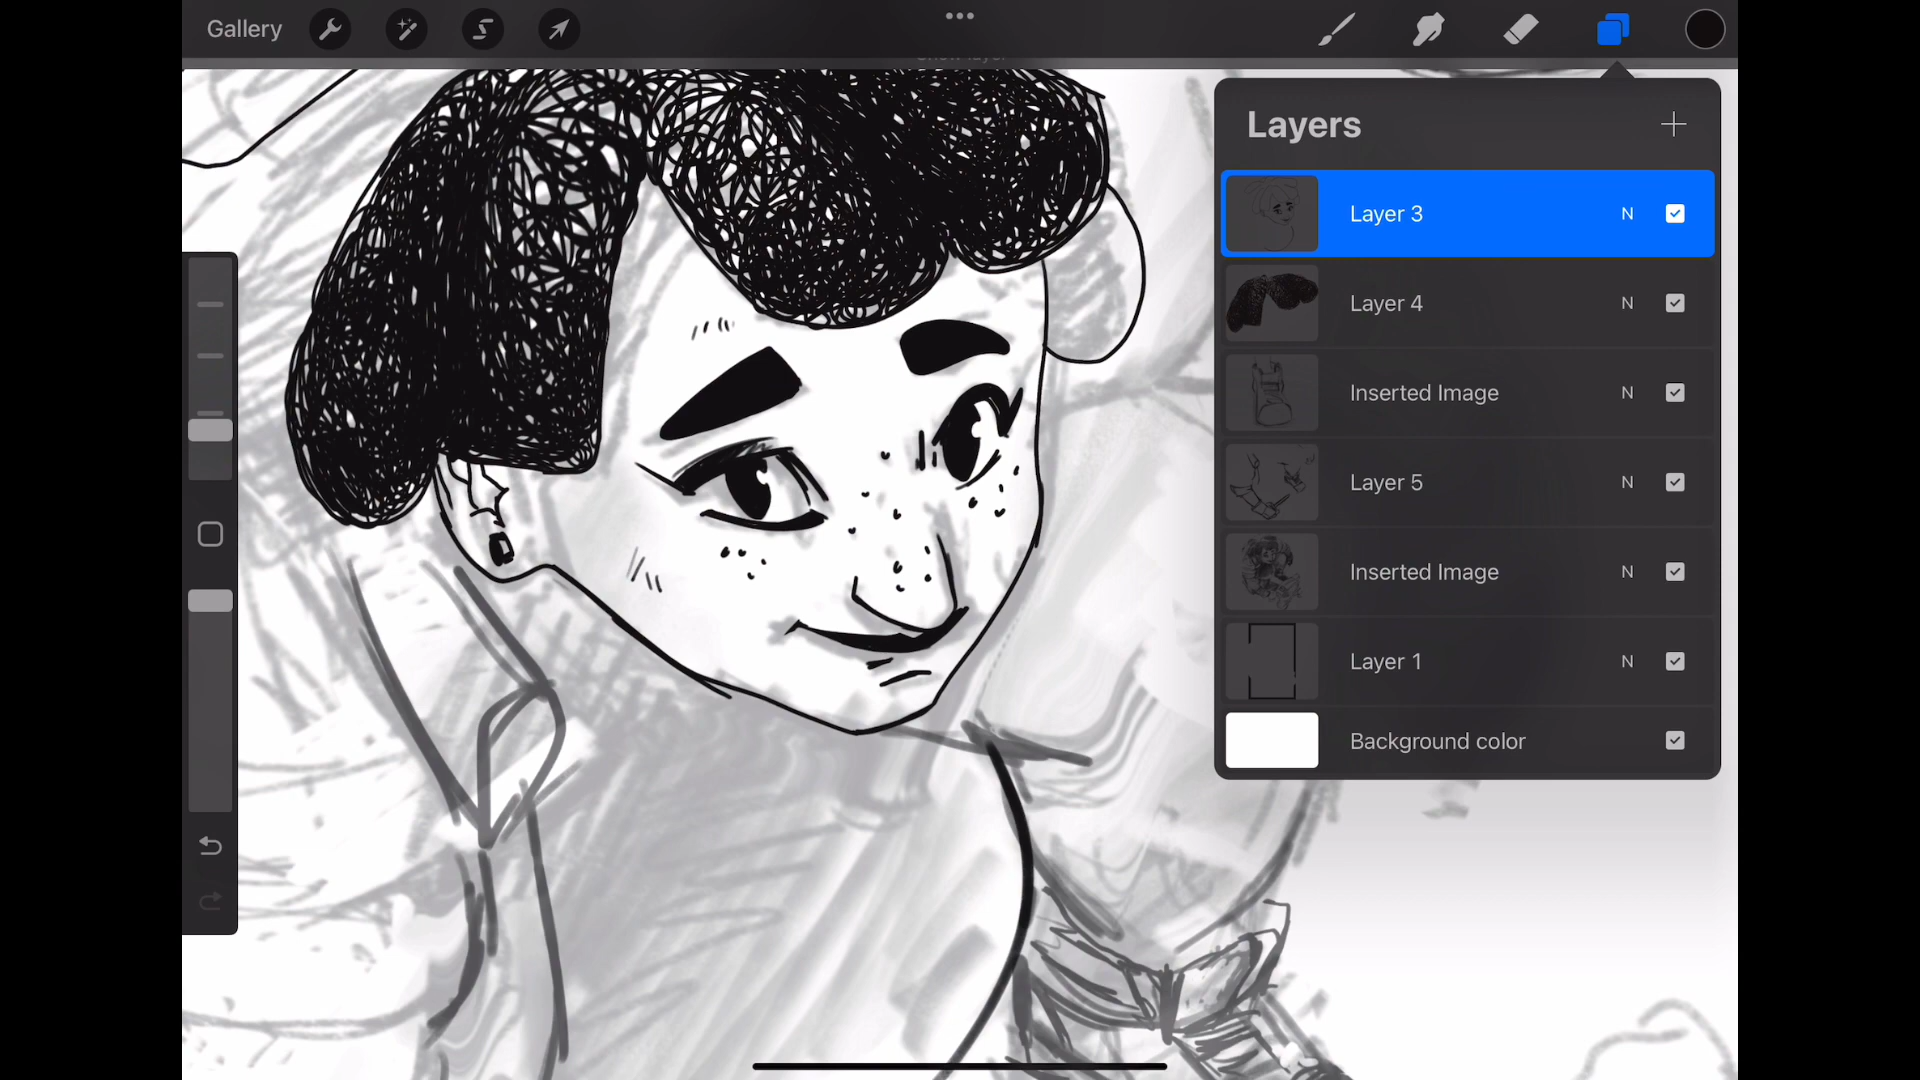 Gallery
Layers
Layer 3 N
Layer 4 N
Inserted Image N
Layer 5 N
Inserted Image N
Layer 1 N
Background color